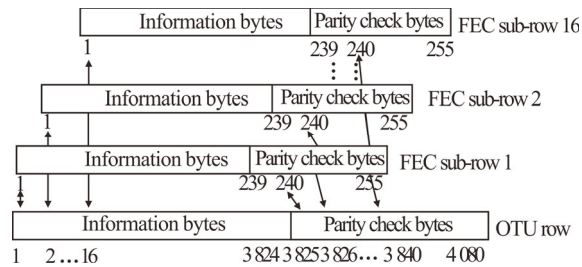 Information bytes Parity check bytes FEC sub-row 16
1 239 240 255
Information bytes Parity check bytes FEC sub-row 2
1 239 240 255
Information bytes Parity check bytes FEC sub-row 1
1 239 240 255
Information bytes Parity check bytes OTU row
1 2 ... 16 3 824 3 825 3 826 ... 3 840 4 080